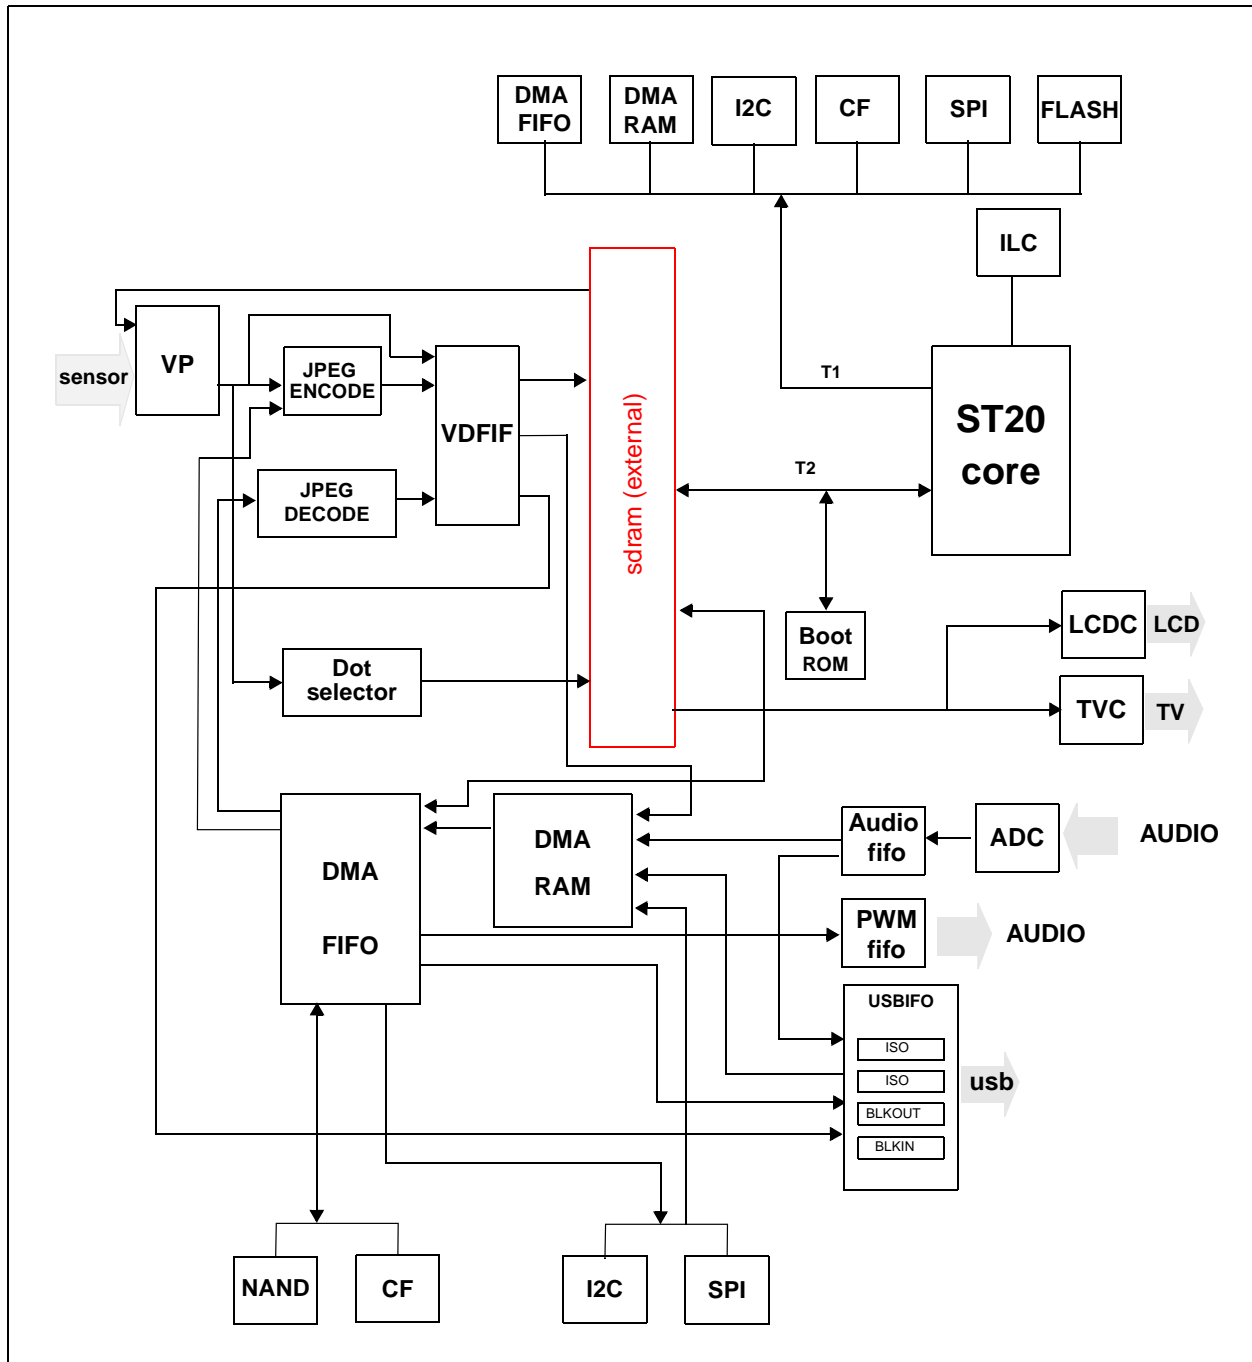 DMA
FIFO
DMA
RAM
I2C
CF
SPI
FLASH
ILC
sensor
VP
JPEG
ENCODE
VDFIF
JPEG
DECODE
sdram (external)
T1
T2
ST20
core
Boot
ROM
LCDC
LCD
TVC
TV
Dot
selector
DMA
FIFO
DMA
RAM
Audio
fifo
ADC
AUDIO
PWM
fifo
AUDIO
USBIFO
ISO
ISO
BLKOUT
BLKIN
usb
NAND
CF
I2C
SPI